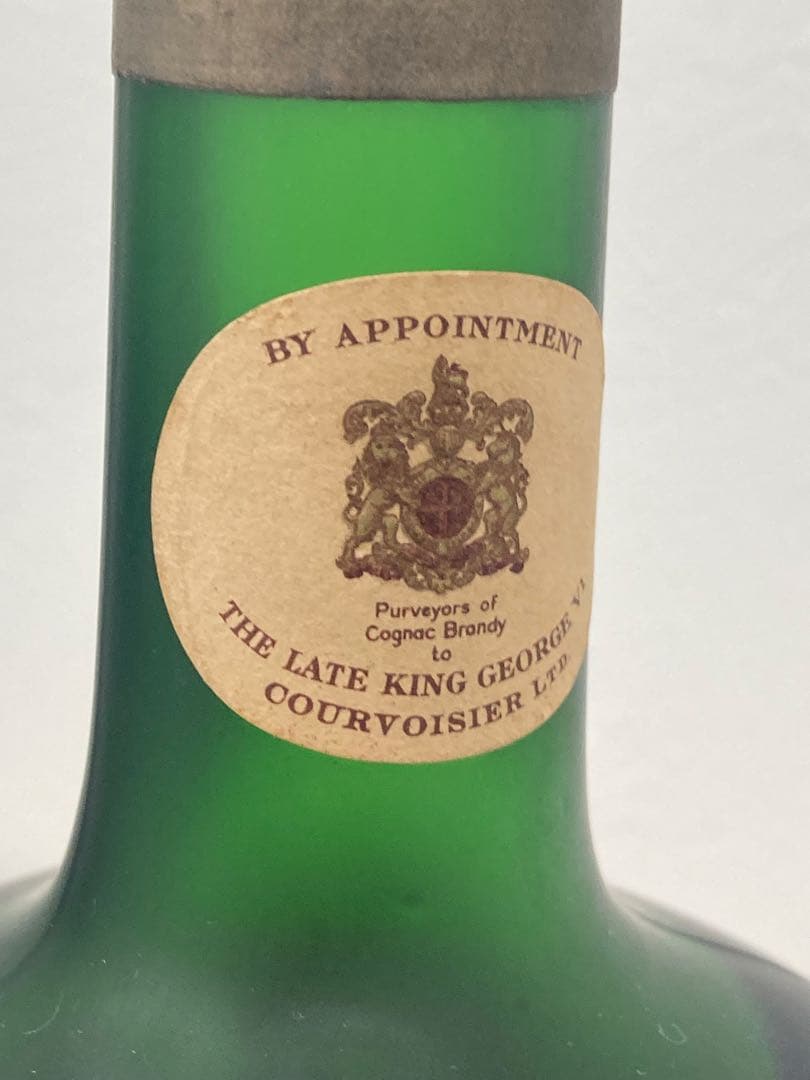 BY APPOINTMENT
Purveyors of
Cognac Brandy
to
THE LATE KING GEORGE VI
COURVOISIER LTD